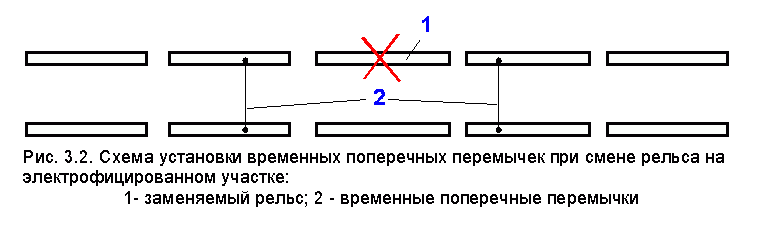 1
2
Рис. 3.2. Схема установки временных поперечных перемычек при смене рельса на
электрофицированном участке:
1- заменяемый рельс; 2 - временные поперечные перемычки